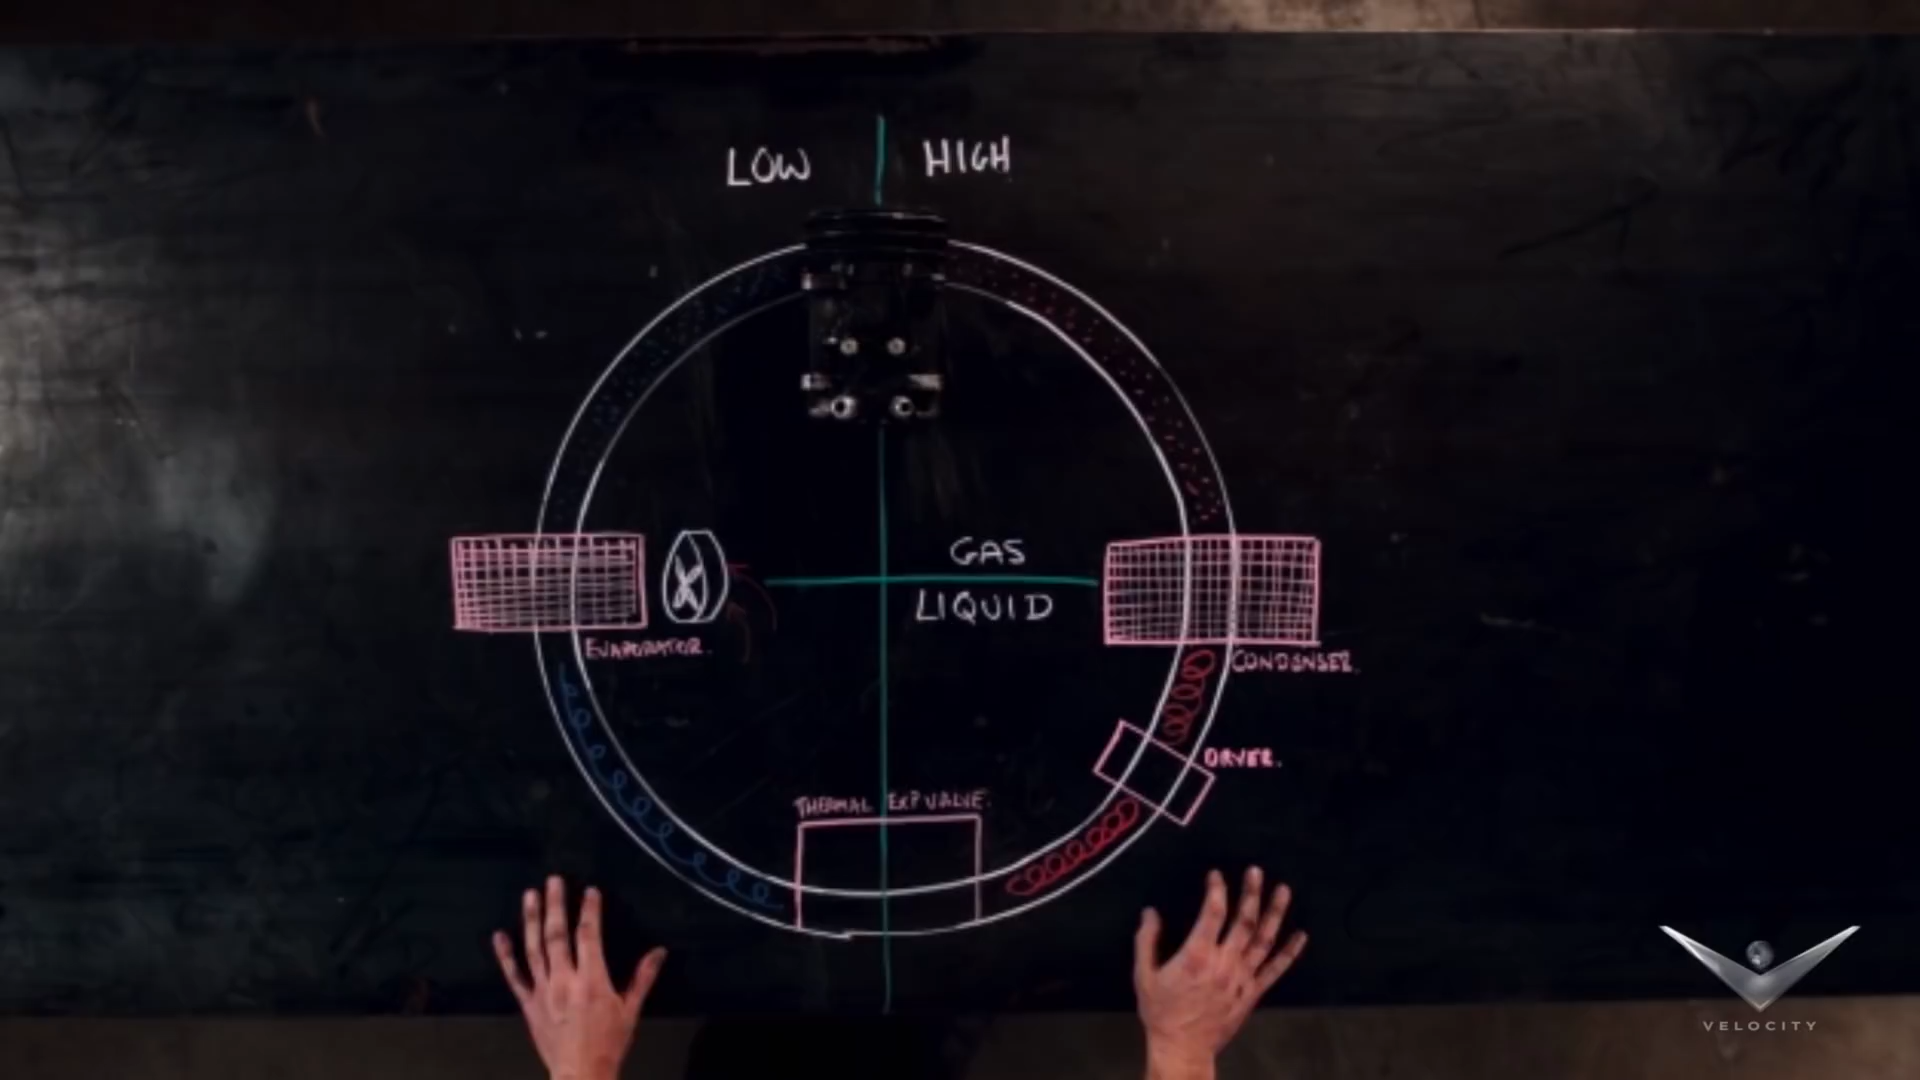 LOW HIGH
GAS
LIQUID
EVAPORATOR.
CONDENSER.
DRYER.
THERMAL EXP VALVE.
VELOCITY